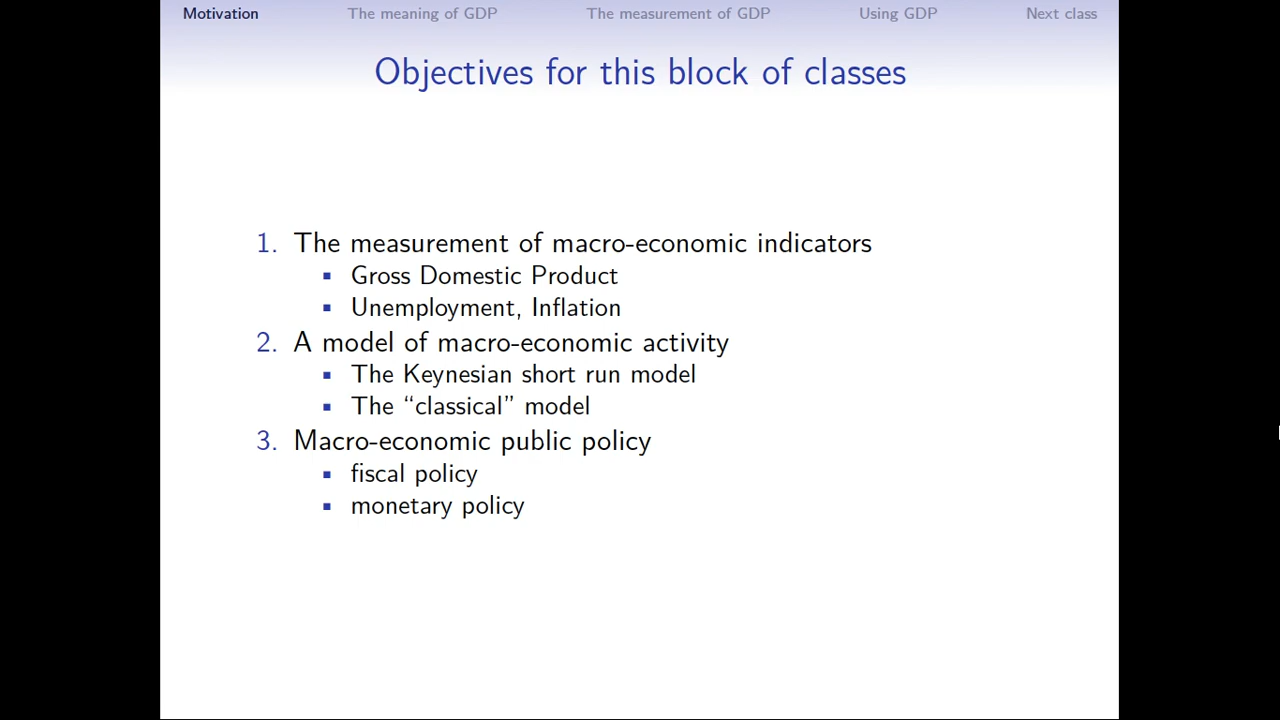 Motivation The meaning of GDP The measurement of GDP Using GDP Next class
Objectives for this block of classes
1. The measurement of macro-economic indicators
▪ Gross Domestic Product
▪ Unemployment, Inflation
2. A model of macro-economic activity
▪ The Keynesian short run model
▪ The “classical” model
3. Macro-economic public policy
▪ fiscal policy
▪ monetary policy